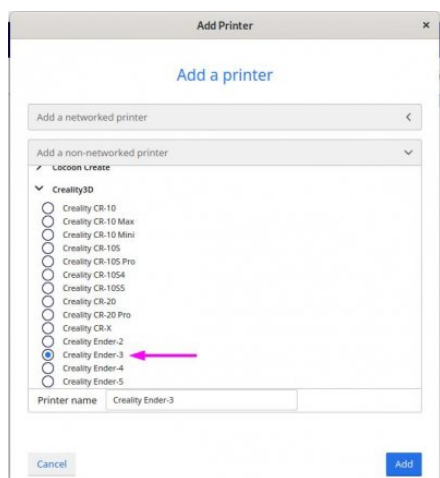 Add Printer
Add a printer
Add a networked printer
Add a non-networked printer
Cocoon Create
Creality3D
Creality CR-10
Creality CR-10 Max
Creality CR-10 Mini
Creality CR-10S
Creality CR-10S Pro
Creality CR-10S4
Creality CR-10S5
Creality CR-20
Creality CR-20 Pro
Creality CR-X
Creality Ender-2
Creality Ender-3
Creality Ender-4
Creality Ender-5
Printer name Creality Ender-3
Cancel Add